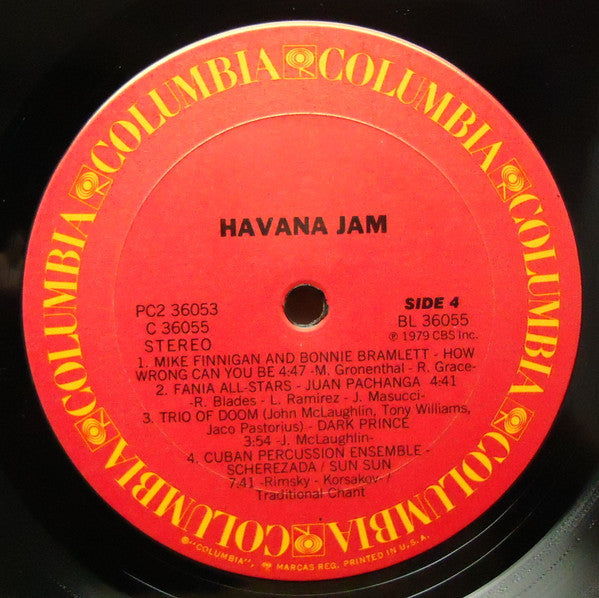 COLUMBIA COLUMBIA COLUMBIA COLUMBIA COLUMBIA COLUMBIA
HAVANA JAM
PC2 36053
C 36055
STEREO
SIDE 4
BL 36055
℗ 1979 CBS Inc.
1. MIKE FINNIGAN AND BONNIE BRAMLETT - HOW
WRONG CAN YOU BE 4:47 -M. Gronenthal - R. Grace-
2. FANIA ALL-STARS - JUAN PACHANGA 4:41
-R. Blades - L. Ramirez - J. Masucci-
3. TRIO OF DOOM (John McLaughlin, Tony Williams,
Jaco Pastorius) - DARK PRINCE
3:54 -J. McLaughlin-
4. CUBAN PERCUSSION ENSEMBLE -
SCHEREZADA / SUN SUN
7:41 -Rimsky - Korsakov- /
Traditional Chant
®"COLUMBIA", MARCAS REG. PRINTED IN U.S.A.